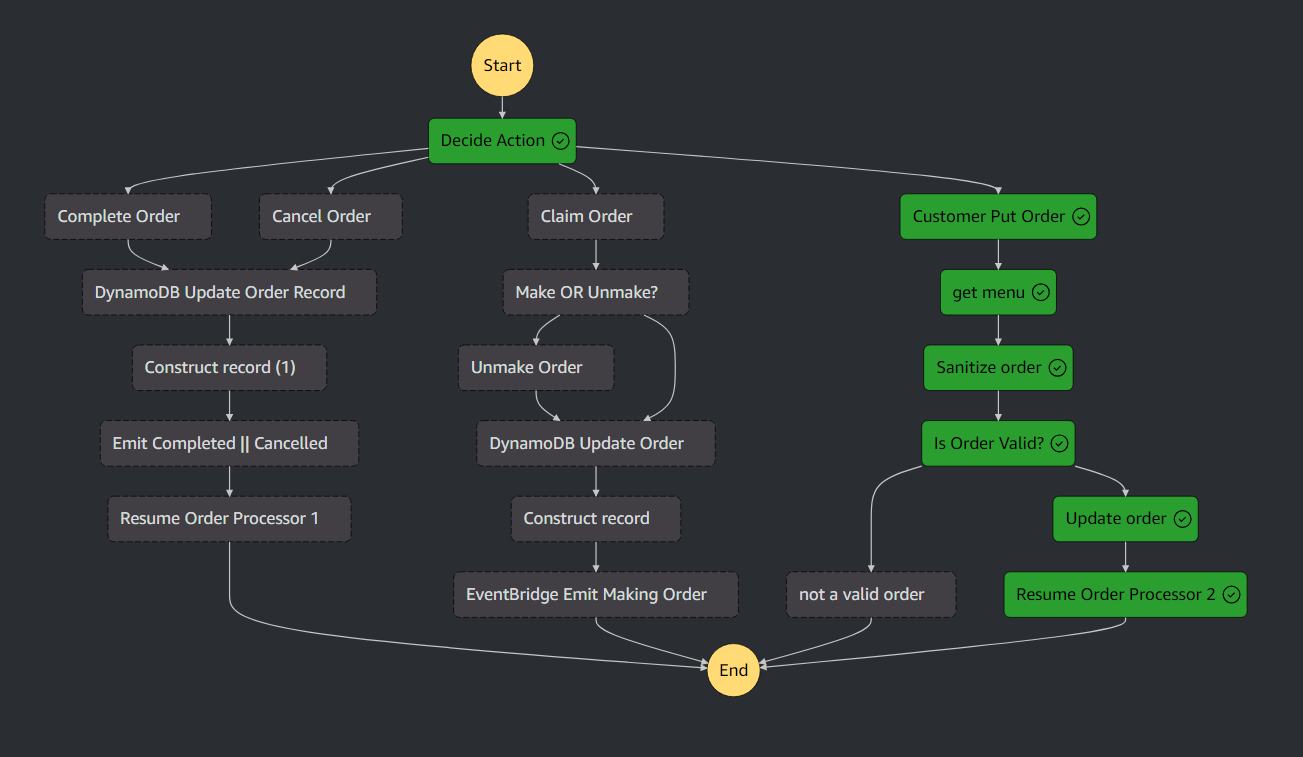 Start
Decide Action
Complete Order
Cancel Order
Claim Order
Customer Put Order
DynamoDB Update Order Record
Make OR Unmake?
get menu
Construct record (1)
Unmake Order
Sanitize order
Emit Completed || Cancelled
DynamoDB Update Order
Is Order Valid?
Resume Order Processor 1
Construct record
Update order
EventBridge Emit Making Order
not a valid order
Resume Order Processor 2
End